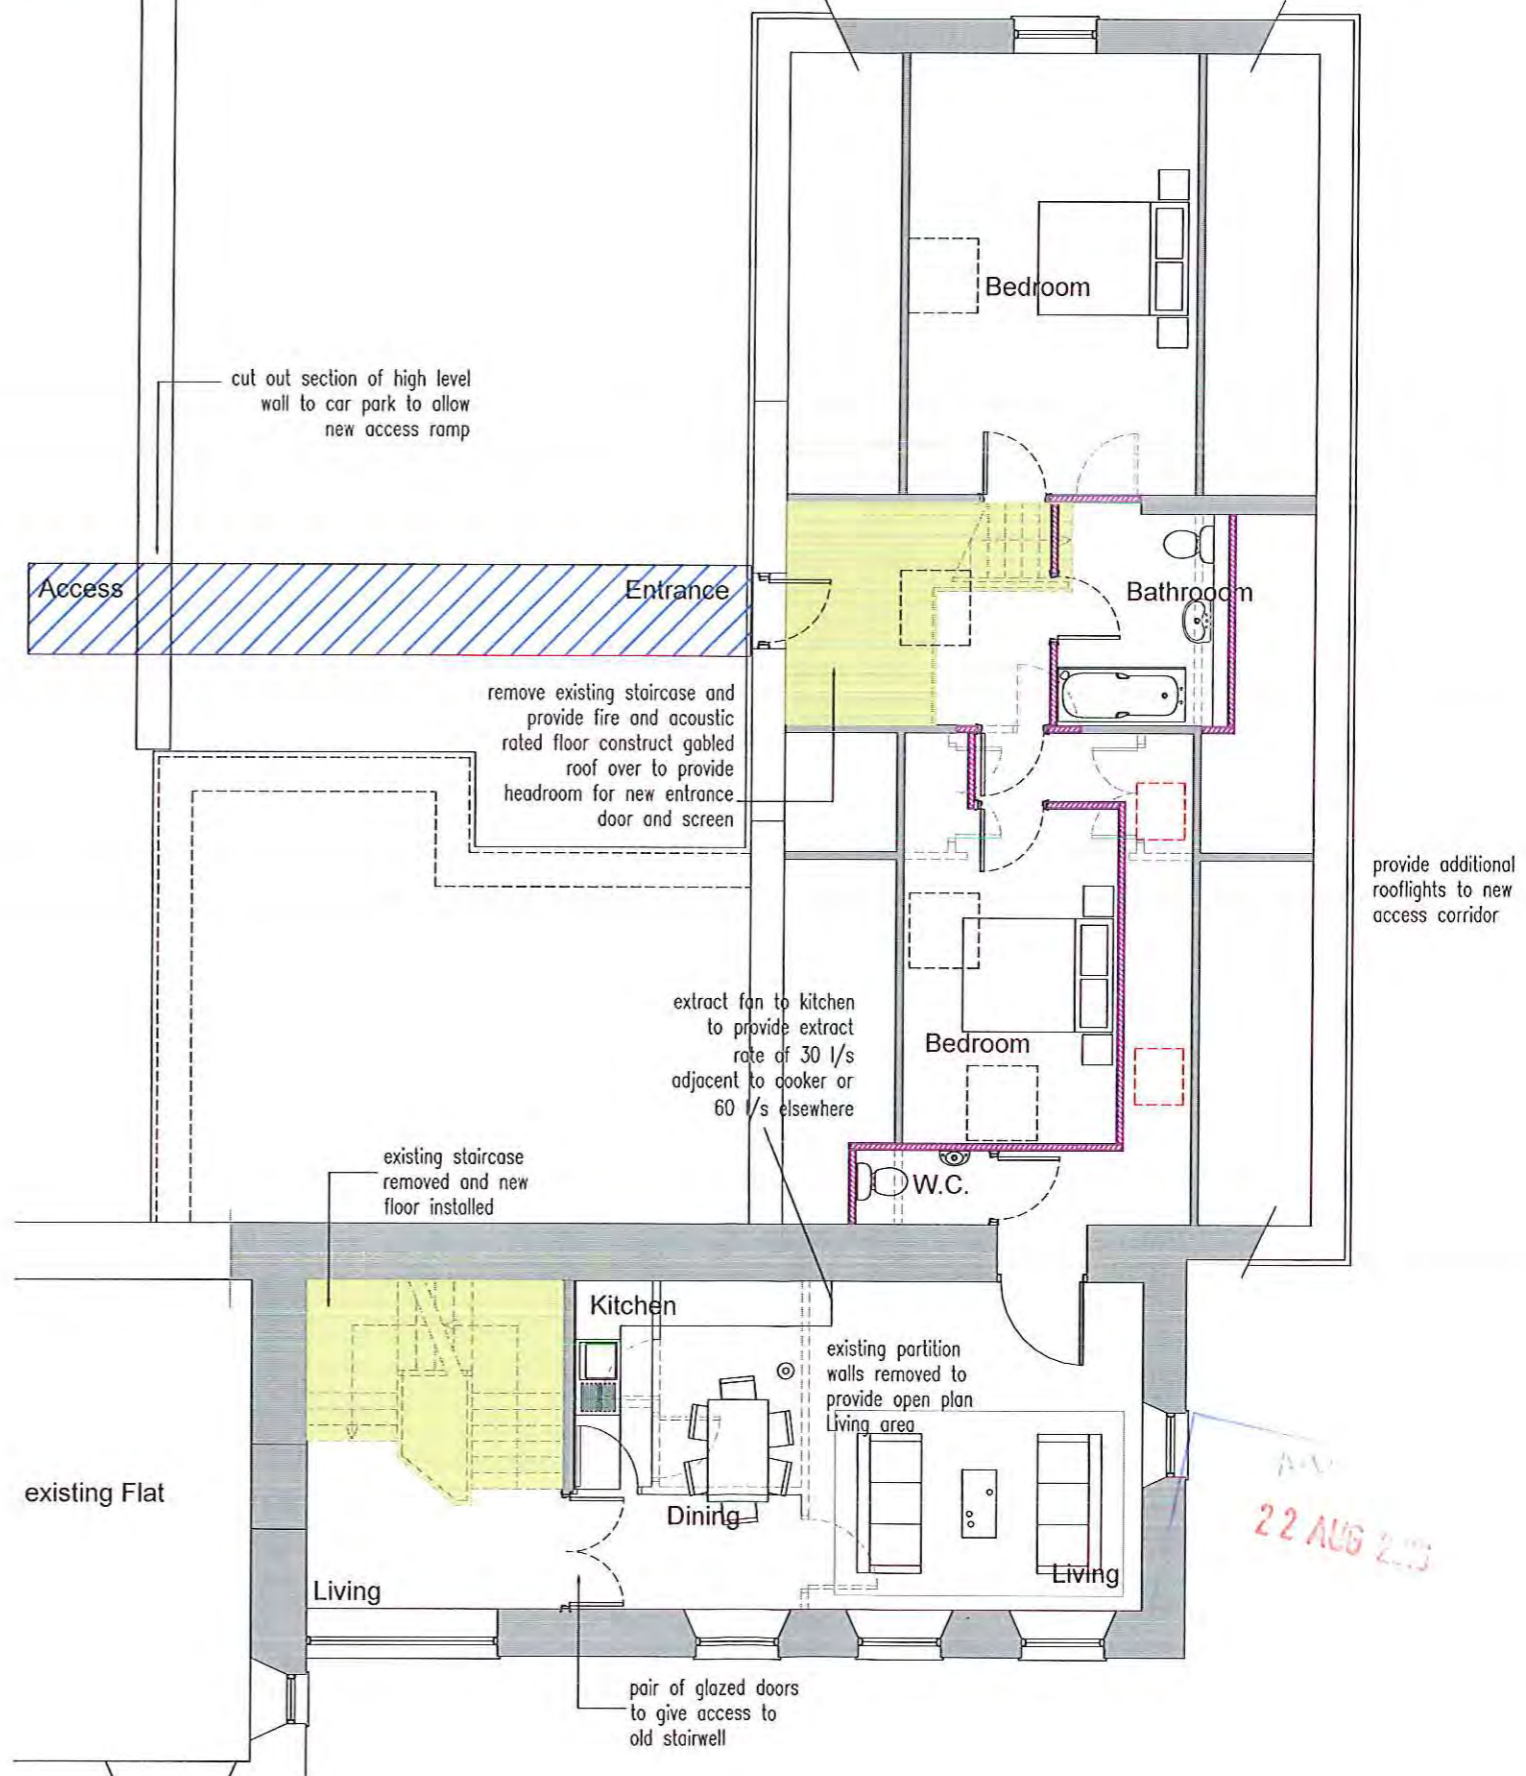 Bedroom
cut out section of high level
wall to car park to allow
new access ramp
Access
Entrance
Bathrooom
remove existing staircase and
provide fire and acoustic
rated floor construct gabled
roof over to provide
headroom for new entrance
door and screen
provide additional
rooflights to new
access corridor
extract fan to kitchen
to provide extract
rate of 30 l/s
adjacent to cooker or
60 l/s elsewhere
Bedroom
existing staircase
removed and new
floor installed
W.C.
Kitchen
existing partition
walls removed to
provide open plan
Living area
existing Flat
Dining
Living
Living
22 AUG
pair of glazed doors
to give access to
old stairwell